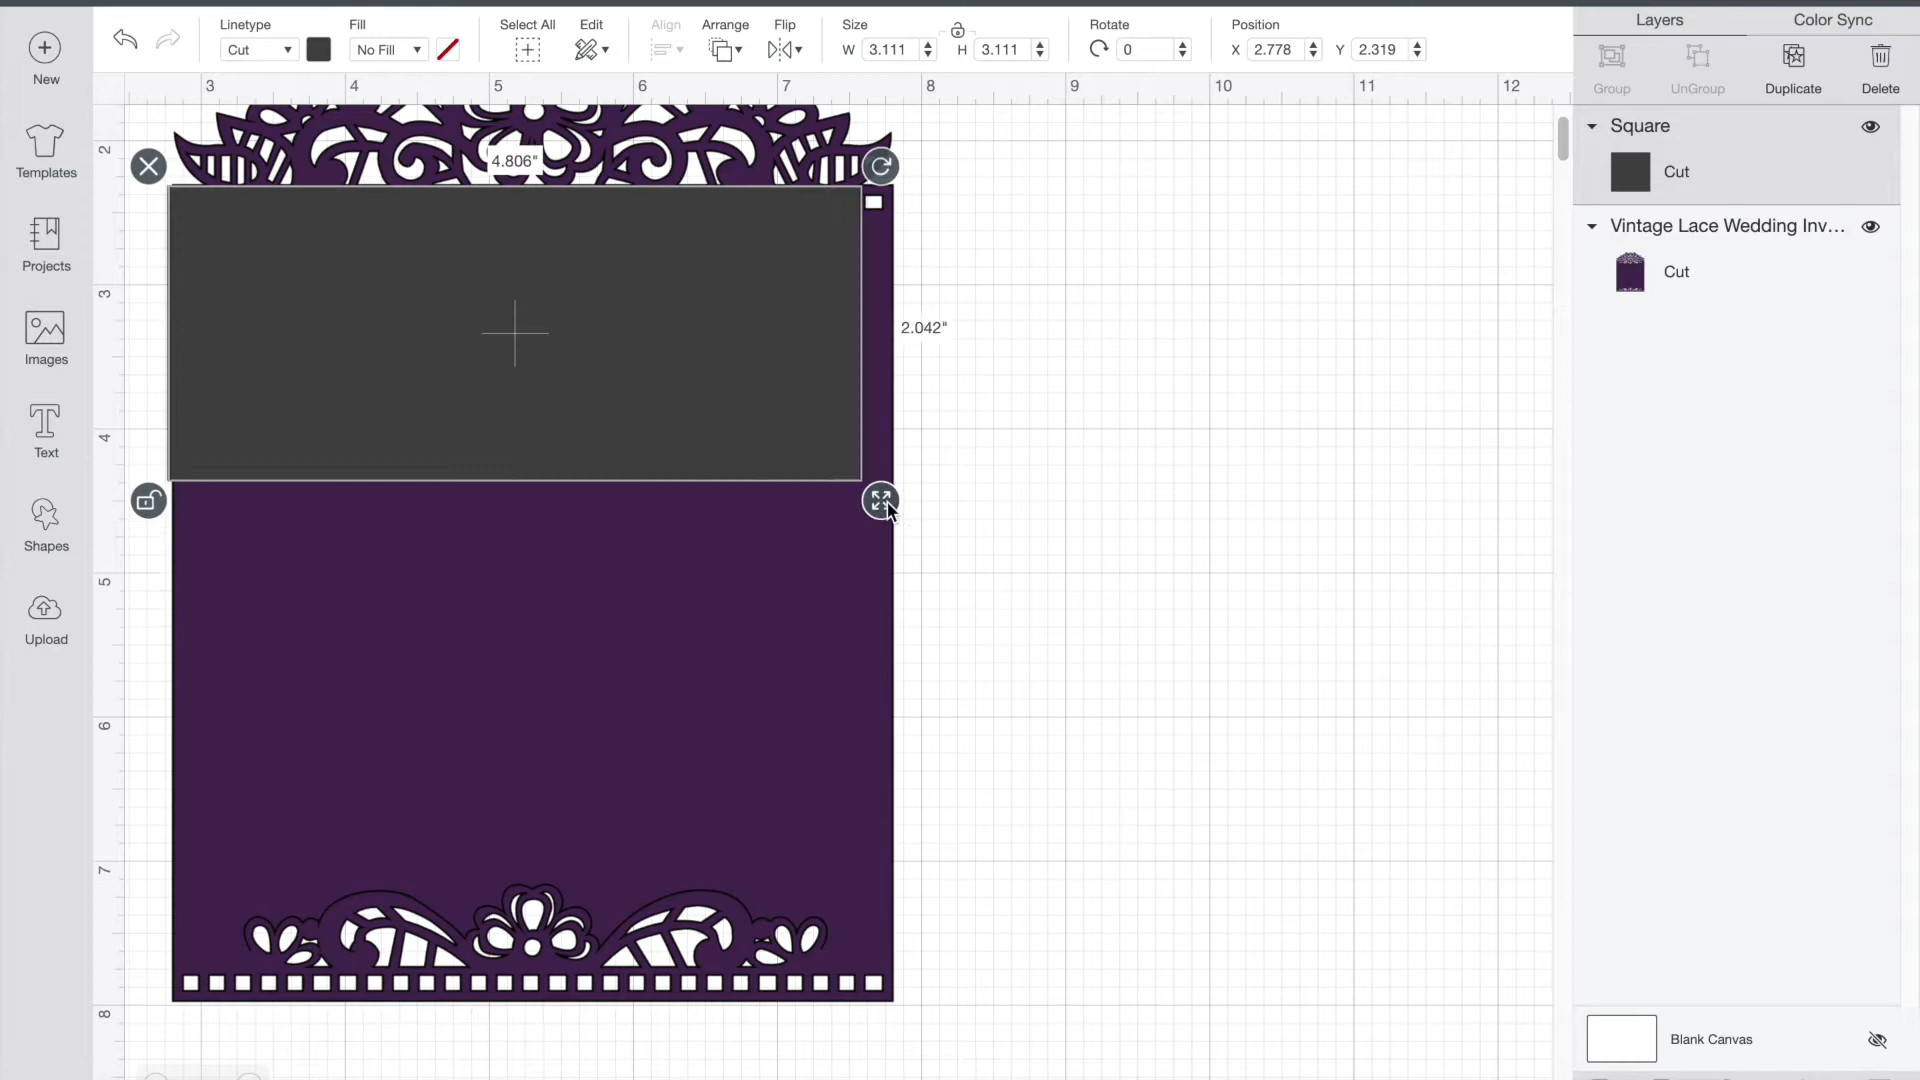 Linetype
Fill
Select All
Edit
Align
Arrange
Flip
Size
Rotate
Position
Layers
Color Sync
Cut
No Fill
W 3.111
H 3.111
0
X 2.778
Y 2.319
Group
UnGroup
Duplicate
Delete
New
Templates
Projects
Images
Text
Shapes
Upload
3 4 5 6 7 8 9 10 11 12
2
3
4
5
6
7
8
4.806"
2.042"
Square
Cut
Vintage Lace Wedding Inv...
Cut
Blank Canvas